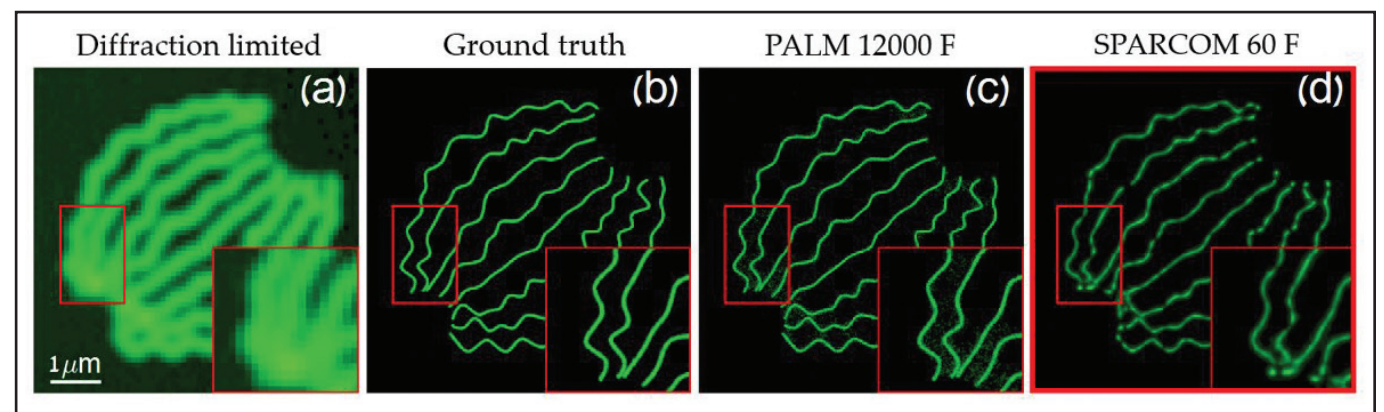 Diffraction limited
Ground truth
PALM 12000 F
SPARCOM 60 F
(a)
(b)
(c)
(d)
1μm